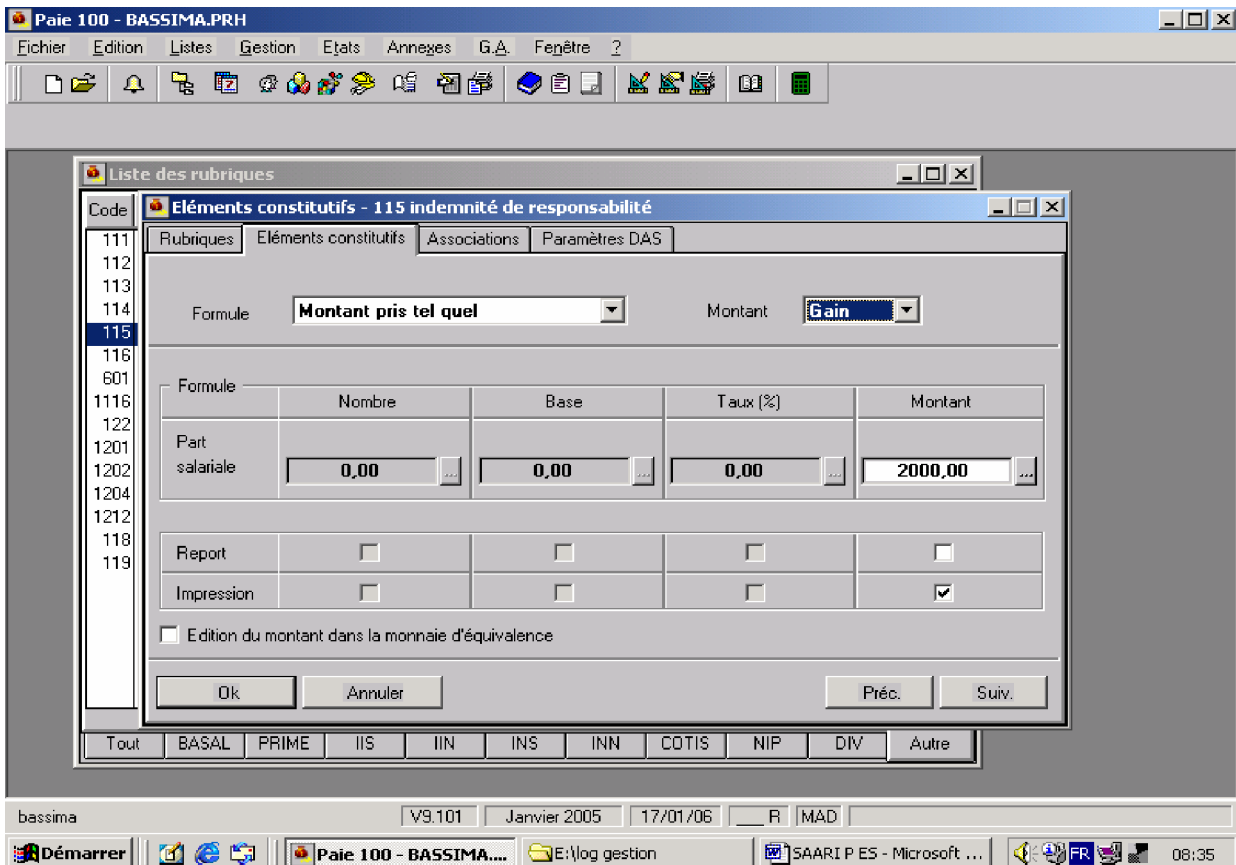 Paie 100 - BASSIMA.PRH
Fichier Edition Listes Gestion Etats Annexes G.A. Fenêtre ?
Liste des rubriques
Code
Eléments constitutifs - 115 indemnité de responsabilité
Rubriques Eléments constitutifs Associations Paramètres DAS
111
112
113
114
115
116
601
1116
122
1201
1202
1204
1212
118
119
Formule Montant pris tel quel Montant Gain
Formule
Nombre Base Taux (%) Montant
Part
salariale 0,00 ... 0,00 ... 0,00 ... 2000,00 ...
Report
Impression
Edition du montant dans la monnaie d'équivalence
Ok Annuler Préc. Suiv.
Tout BASAL PRIME IIS IIN INS INN COTIS NIP DIV Autre
bassima V9.101 Janvier 2005 17/01/06 ___ R MAD
Démarrer Paie 100 - BASSIMA.... E:\log gestion SAARI P ES - Microsoft ... FR 08:35